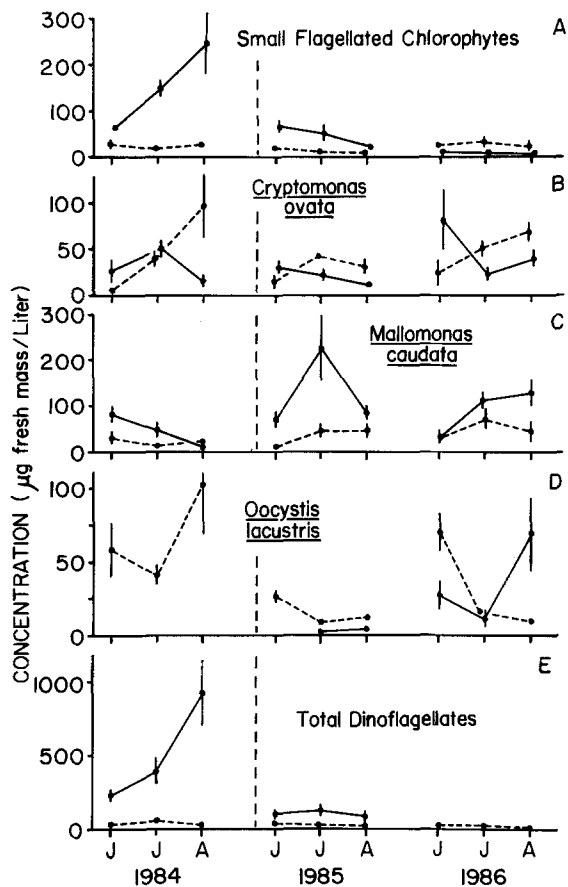 A
Small Flagellated Chlorophytes
300
200
100
0
B
Cryptomonas
ovata
100
50
0
C
Mallomonas
caudata
300
200
100
0
D
Oocystis
lacustris
100
50
0
E
Total Dinoflagellates
1000
500
0
CONCENTRATION (µg fresh mass/Liter)
J J A J J A J J A
1984 1985 1986